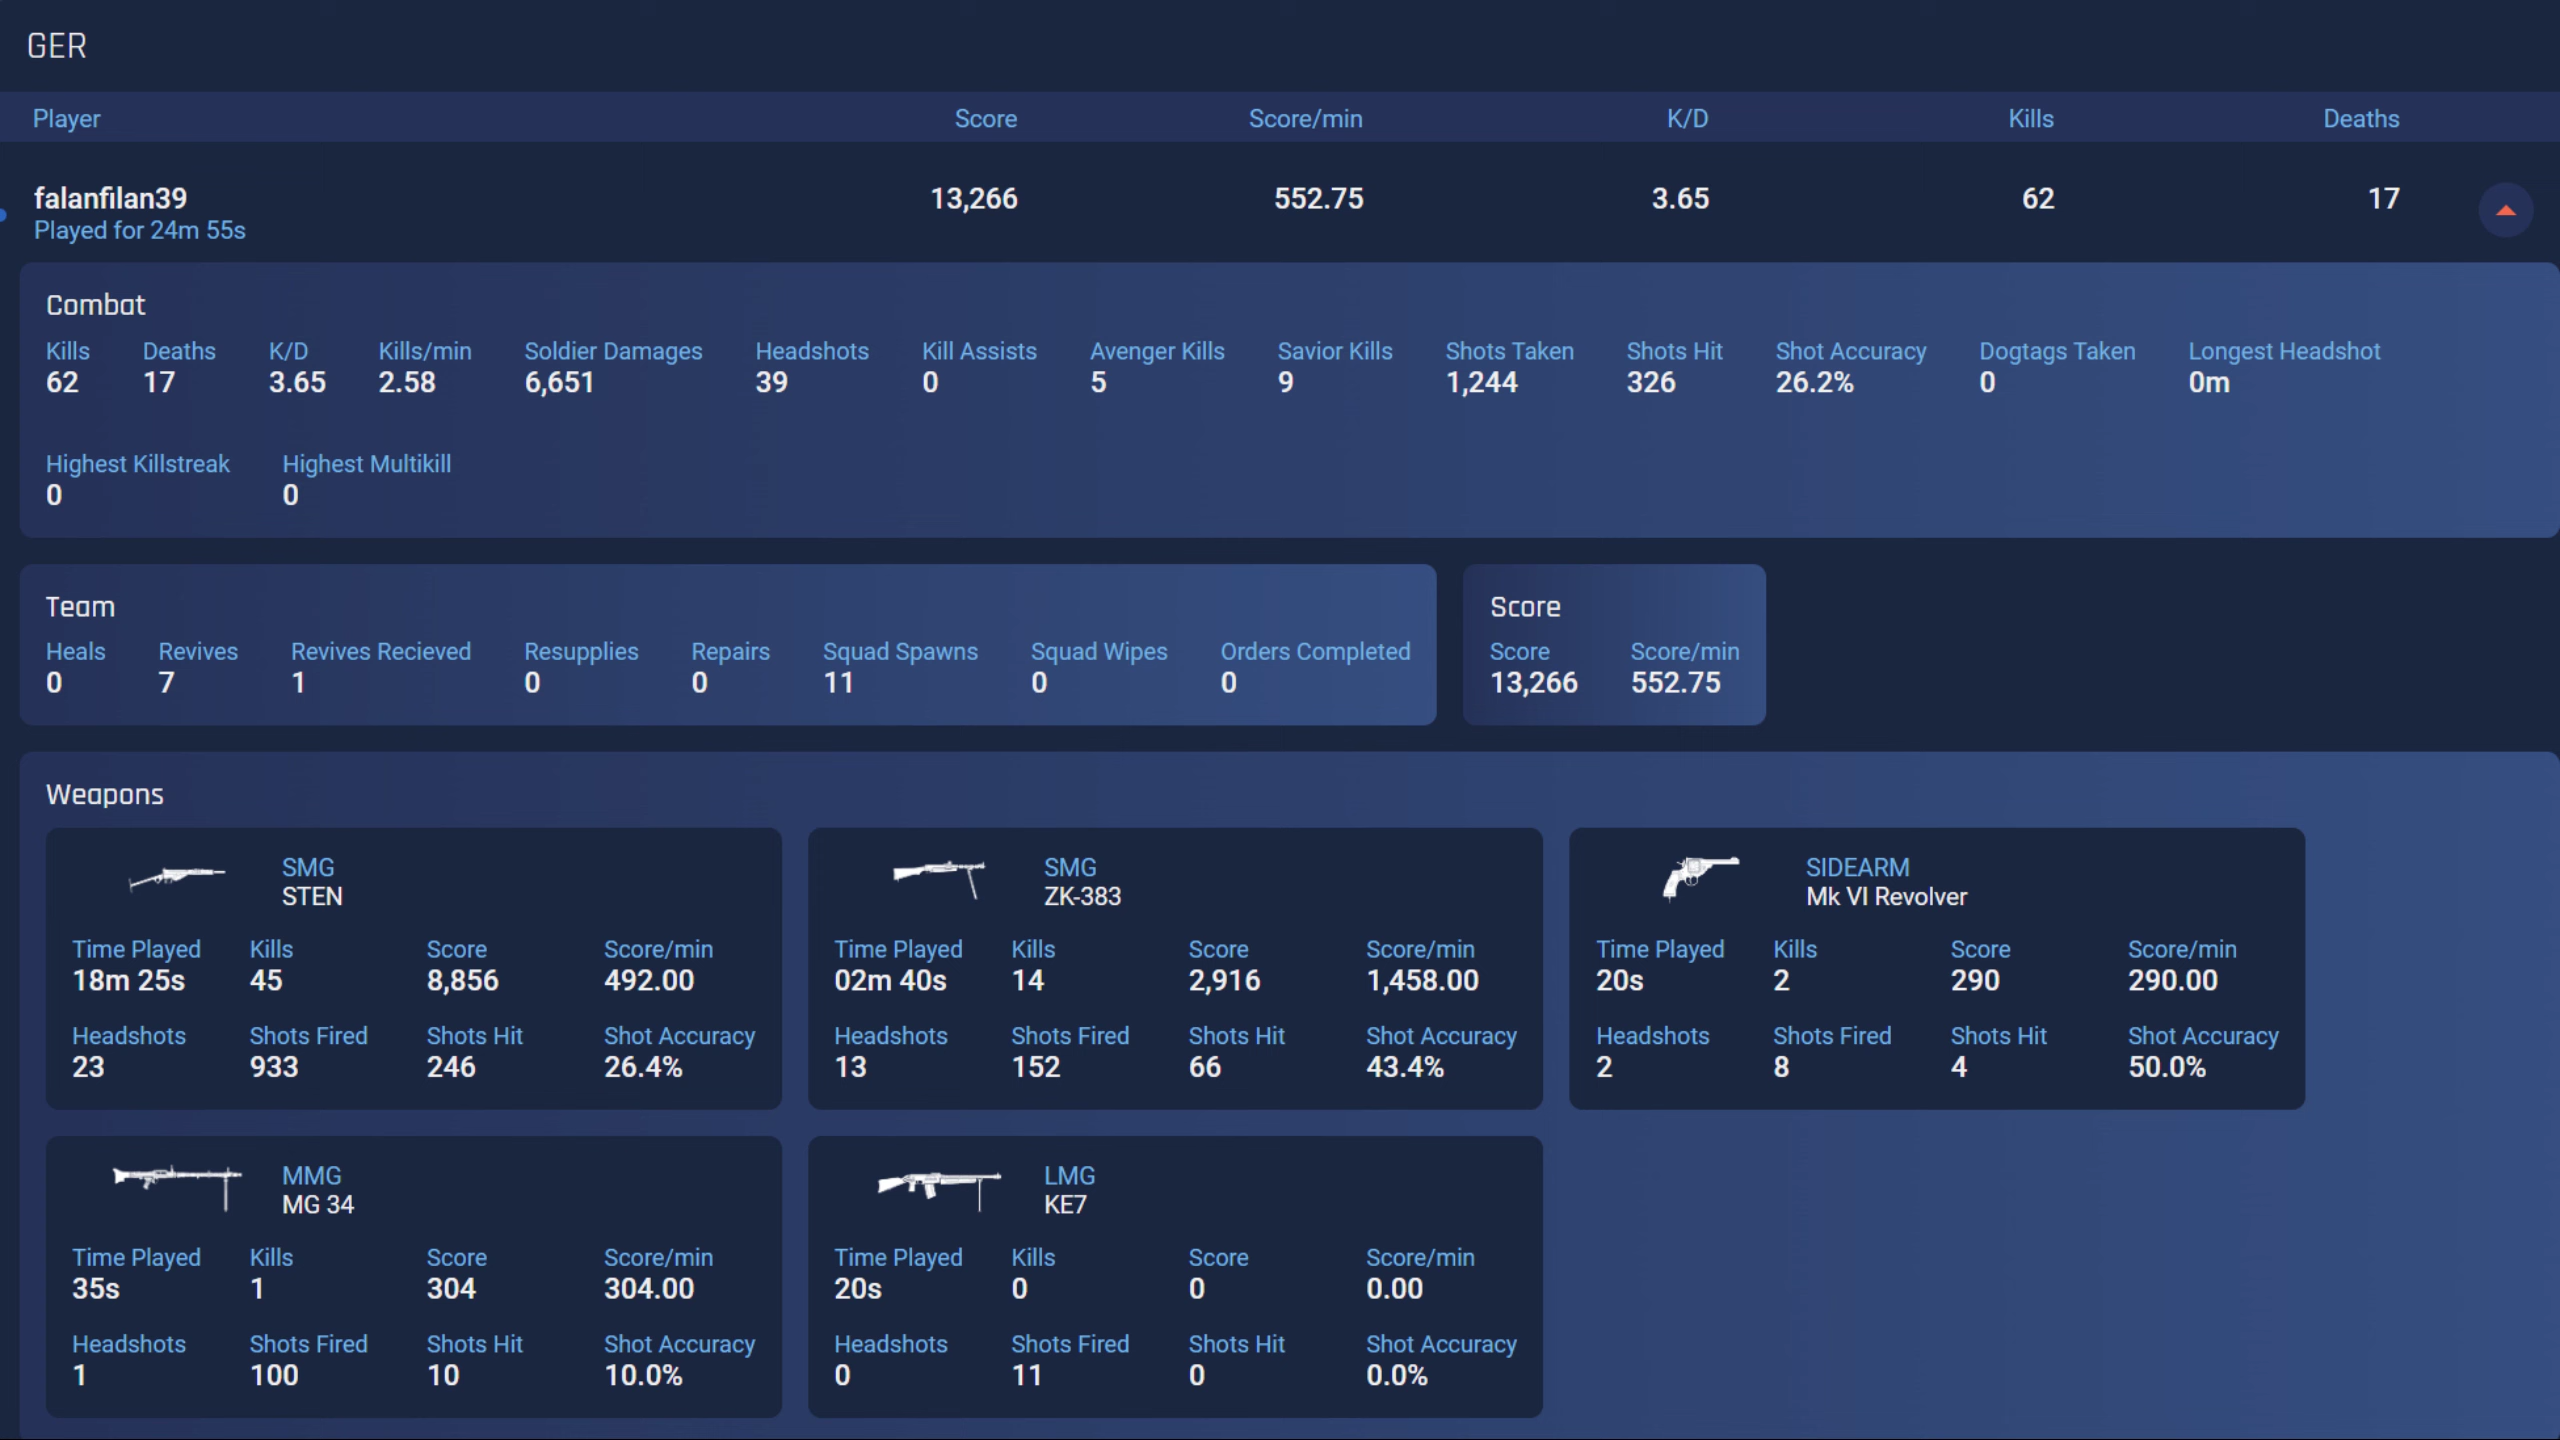 GER
Player Score Score/min K/D Kills Deaths
falanfilan39 13,266 552.75 3.65 62 17
Played for 24m 55s
Combat
Kills Deaths K/D Kills/min Soldier Damages Headshots Kill Assists Avenger Kills Savior Kills Shots Taken Shots Hit Shot Accuracy Dogtags Taken Longest Headshot
62 17 3.65 2.58 6,651 39 0 5 9 1,244 326 26.2% 0 0m
Highest Killstreak Highest Multikill
0 0
Team
Heals Revives Revives Recieved Resupplies Repairs Squad Spawns Squad Wipes Orders Completed
0 7 1 0 0 11 0 0
Score
Score Score/min
13,266 552.75
Weapons
SMG
STEN
Time Played Kills Score Score/min
18m 25s 45 8,856 492.00
Headshots Shots Fired Shots Hit Shot Accuracy
23 933 246 26.4%
SMG
ZK-383
Time Played Kills Score Score/min
02m 40s 14 2,916 1,458.00
Headshots Shots Fired Shots Hit Shot Accuracy
13 152 66 43.4%
SIDEARM
Mk VI Revolver
Time Played Kills Score Score/min
20s 2 290 290.00
Headshots Shots Fired Shots Hit Shot Accuracy
2 8 4 50.0%
MMG
MG 34
Time Played Kills Score Score/min
35s 1 304 304.00
Headshots Shots Fired Shots Hit Shot Accuracy
1 100 10 10.0%
LMG
KE7
Time Played Kills Score Score/min
20s 0 0 0.00
Headshots Shots Fired Shots Hit Shot Accuracy
0 11 0 0.0%